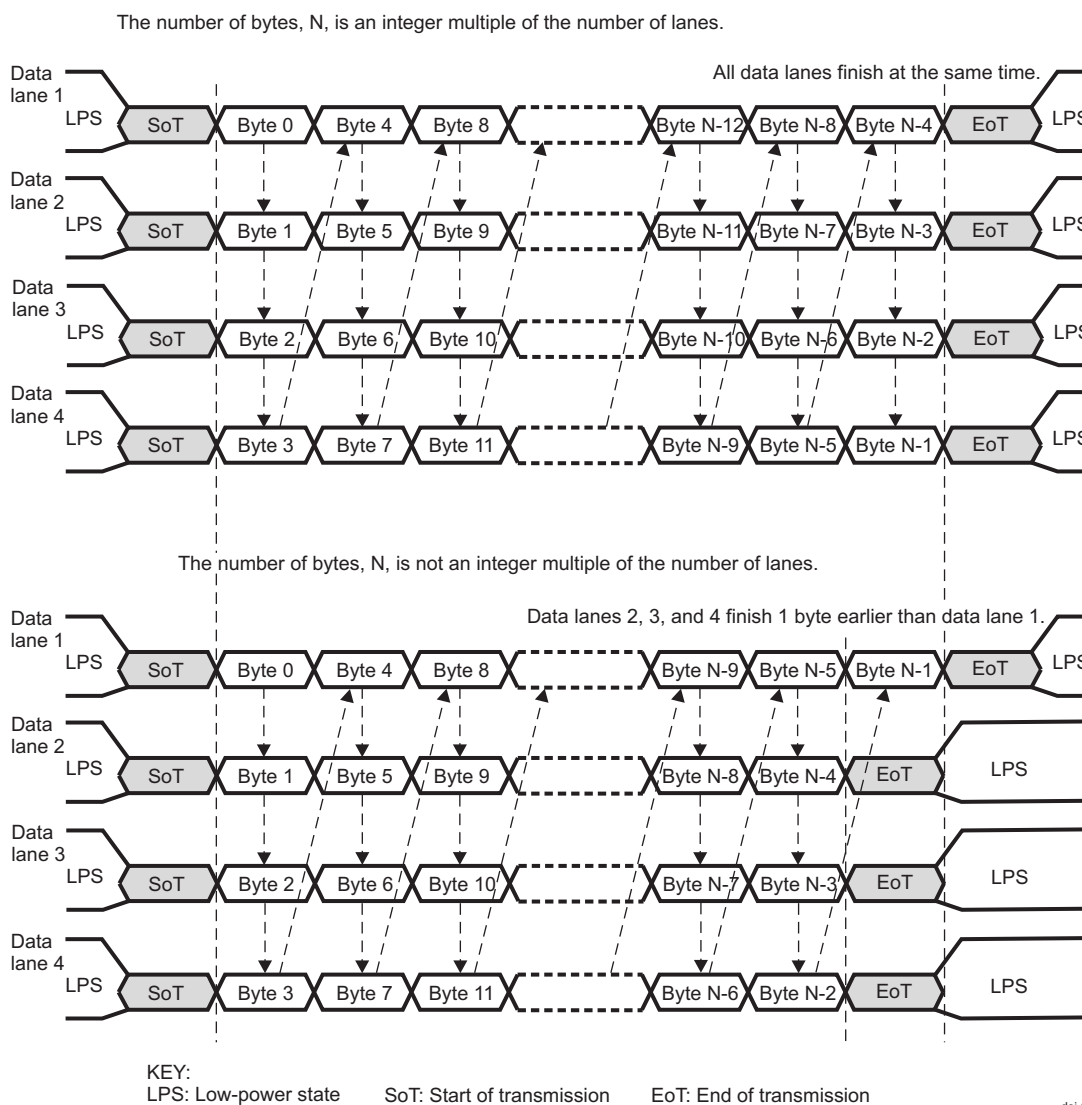 The number of bytes, N, is an integer multiple of the number of lanes.
All data lanes finish at the same time.
Data
lane 1
LPS SoT Byte 0 Byte 4 Byte 8 Byte N-12 Byte N-8 Byte N-4 EoT LPS
Data
lane 2
LPS SoT Byte 1 Byte 5 Byte 9 Byte N-11 Byte N-7 Byte N-3 EoT LPS
Data
lane 3
LPS SoT Byte 2 Byte 6 Byte 10 Byte N-10 Byte N-6 Byte N-2 EoT LPS
Data
lane 4
LPS SoT Byte 3 Byte 7 Byte 11 Byte N-9 Byte N-5 Byte N-1 EoT LPS
The number of bytes, N, is not an integer multiple of the number of lanes.
Data lanes 2, 3, and 4 finish 1 byte earlier than data lane 1.
Data
lane 1
LPS SoT Byte 0 Byte 4 Byte 8 Byte N-9 Byte N-5 Byte N-1 EoT LPS
Data
lane 2
LPS SoT Byte 1 Byte 5 Byte 9 Byte N-8 Byte N-4 EoT LPS
Data
lane 3
LPS SoT Byte 2 Byte 6 Byte 10 Byte N-7 Byte N-3 EoT LPS
Data
lane 4
LPS SoT Byte 3 Byte 7 Byte 11 Byte N-6 Byte N-2 EoT LPS
KEY:
LPS: Low-power state SoT: Start of transmission EoT: End of transmission